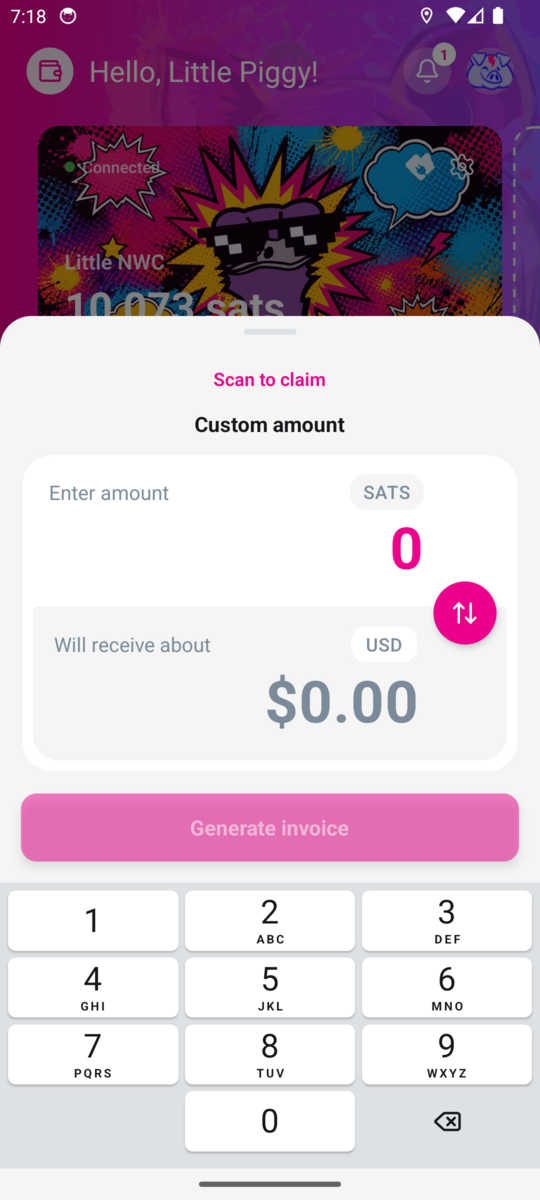 7:18
Hello, Little Piggy!
1
Connected
Little NWC
10 073 sats
Scan to claim
Custom amount
Enter amount
SATS
0
Will receive about
USD
$0.00
Generate invoice
1
2
ABC
3
DEF
4
GHI
5
JKL
6
MNO
7
PQRS
8
TUV
9
WXYZ
0